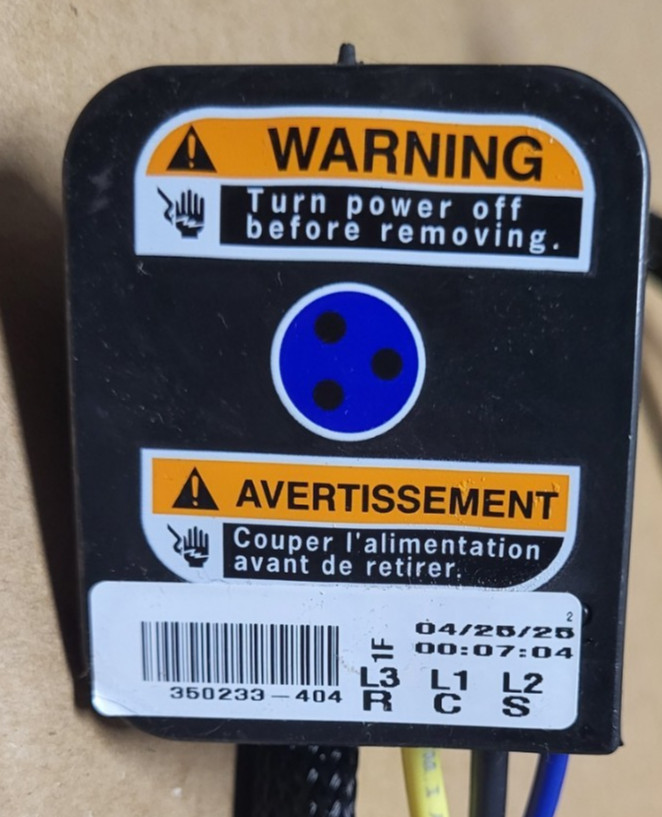 WARNING
Turn power off
before removing.
AVERTISSEMENT
Couper l'alimentation
avant de retirer.
2
04/25/25
1F 00:07:04
350233-404
L3 L1 L2
R C S